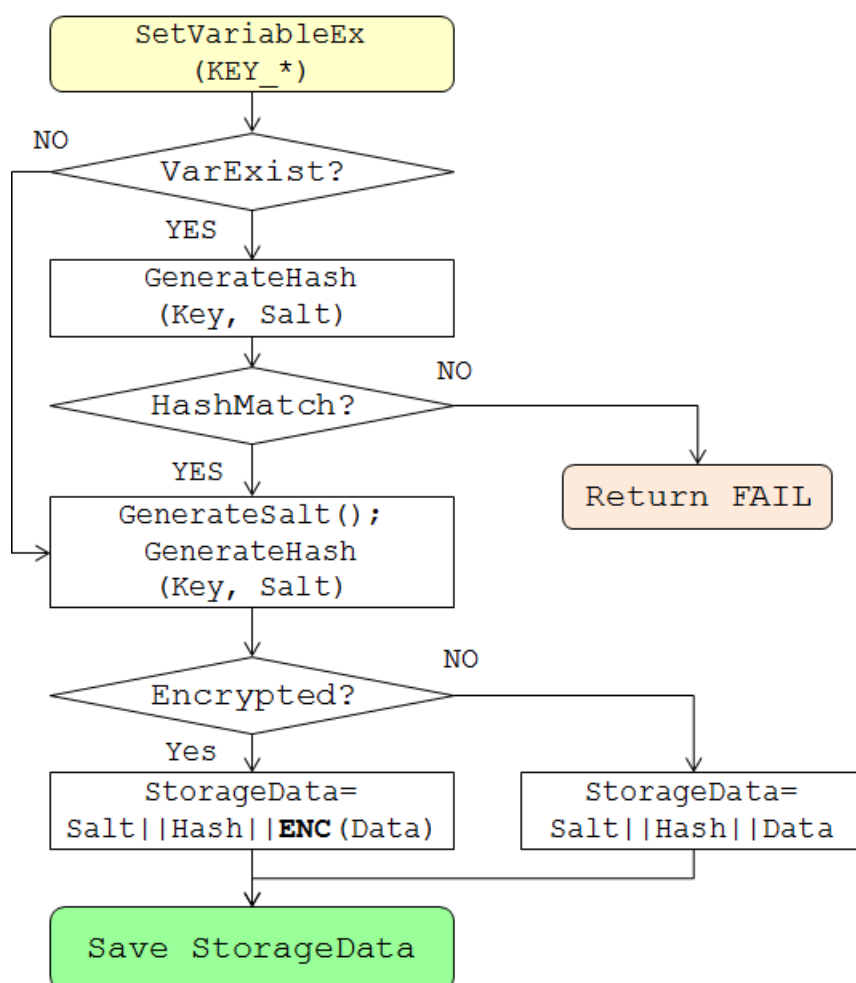 SetVariableEx
(KEY_*)
NO
VarExist?
YES
GenerateHash
(Key, Salt)
NO
HashMatch?
YES
Return FAIL
GenerateSalt();
GenerateHash
(Key, Salt)
NO
Encrypted?
Yes
StorageData=
Salt||Hash||ENC(Data)
StorageData=
Salt||Hash||Data
Save StorageData